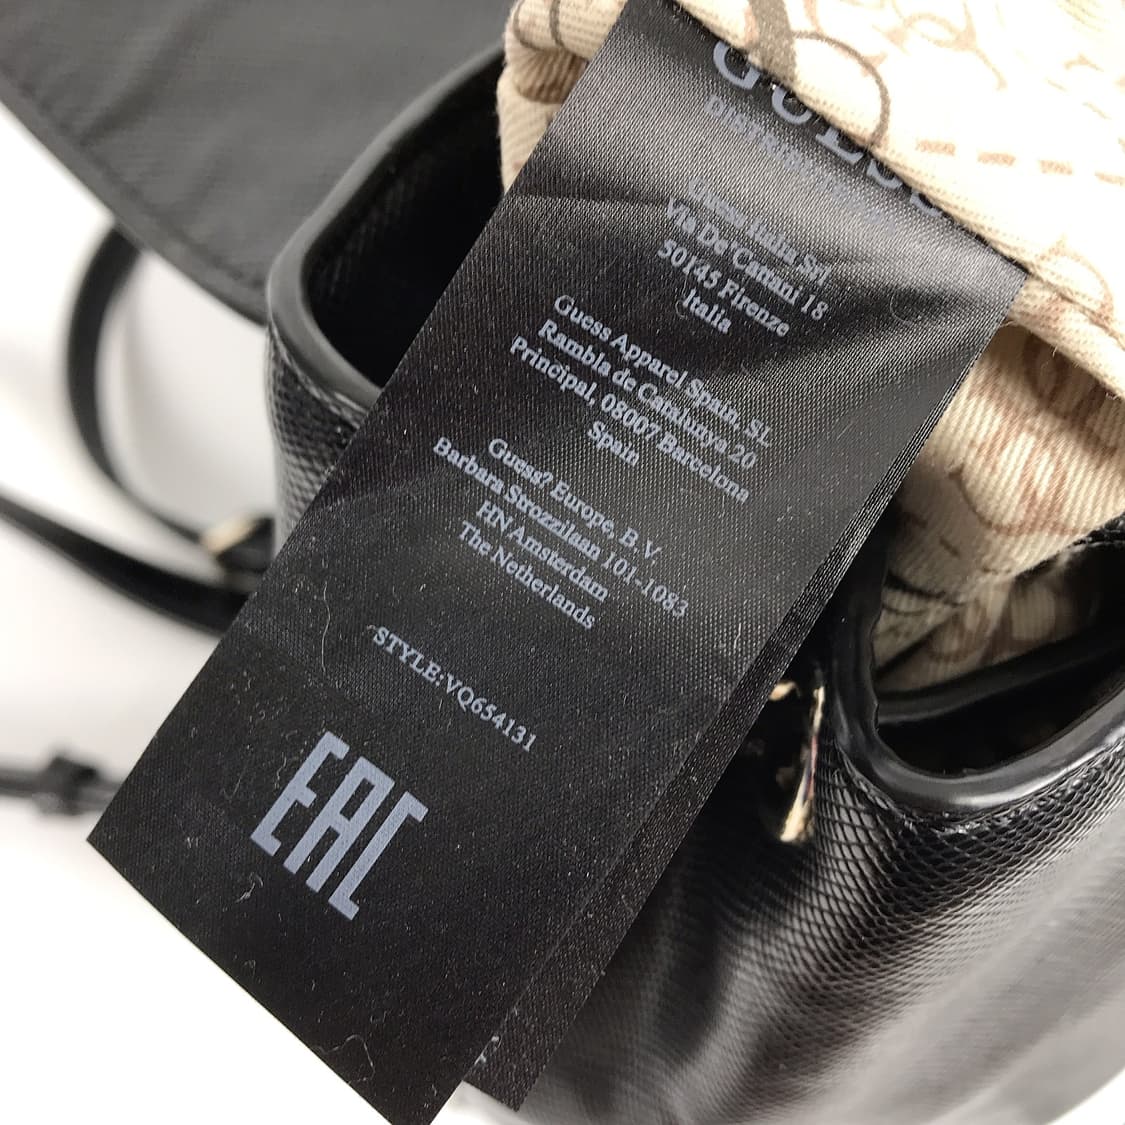 GUESS
Guess Italia Srl
Via De' Cattani 18
50145 Firenze
Italia
Guess Apparel Spain, SL
Rambla de Catalunya 20
Principal, 08007 Barcelona
Spain
Guess? Europe, B.V.
Barbara Strozzilaan 101-1083
HN Amsterdam
The Netherlands
STYLE:VQ654131
EAC